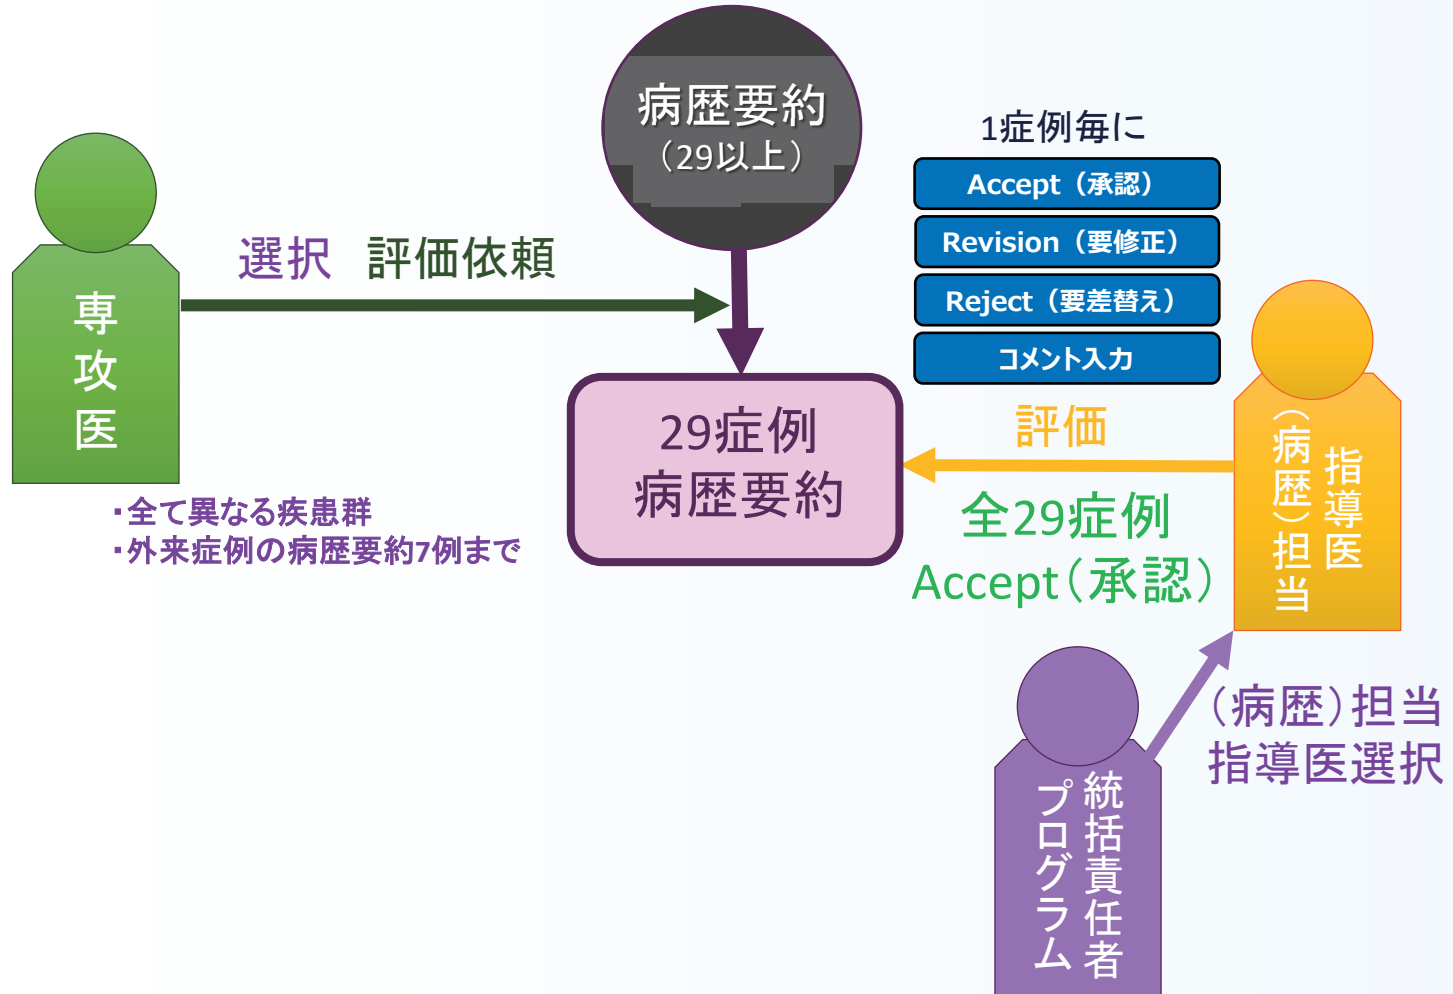 病歴要約
（29以上）
1症例毎に
Accept（承認）
Revision（要修正）
Reject（要差替え）
コメント入力
選択　評価依頼
専攻医
・全て異なる疾患群
・外来症例の病歴要約7例まで
29症例
病歴要約
評価
全29症例
Accept（承認）
（病歴）担当
指導医
（病歴）担当
指導医選択
プログラム
統括責任者